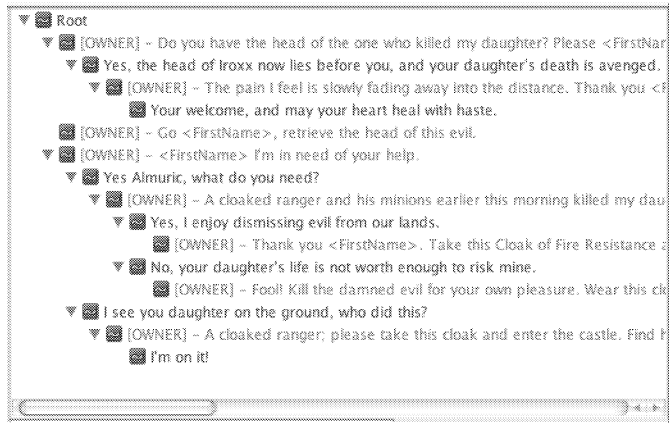 Root
[OWNER] - Do you have the head of the one who killed my daughter? Please <FirstNar
Yes, the head of Iroxx now lies before you, and your daughter's death is avenged.
[OWNER] - The pain I feel is slowly fading away into the distance. Thank you <F
Your welcome, and may your heart heal with haste.
[OWNER] - Go <FirstName>, retrieve the head of this evil.
[OWNER] - <FirstName> I'm in need of your help.
Yes Almuric, what do you need?
[OWNER] - A cloaked ranger and his minions earlier this morning killed my dau
Yes, I enjoy dismissing evil from our lands.
[OWNER] - Thank you <FirstName>. Take this Cloak of Fire Resistance a
No, your daughter's life is not worth enough to risk mine.
[OWNER] - Fool! Kill the damned evil for your own pleasure. Wear this clo
I see you daughter on the ground, who did this?
[OWNER] - A cloaked ranger; please take this cloak and enter the castle. Find h
I'm on it!